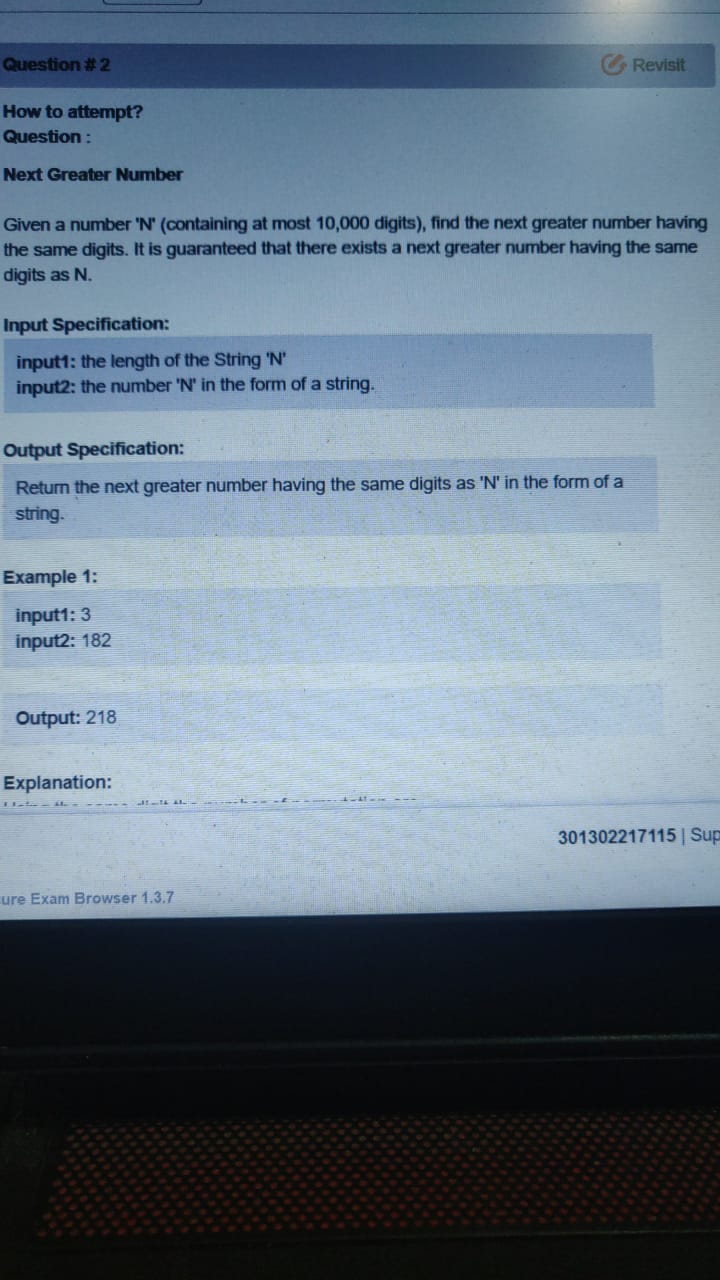 Question # 2
Revisit
How to attempt?
Question :
Next Greater Number
Given a number 'N' (containing at most 10,000 digits), find the next greater number having
the same digits. It is guaranteed that there exists a next greater number having the same
digits as N.
Input Specification:
input1: the length of the String 'N'
input2: the number 'N' in the form of a string.
Output Specification:
Return the next greater number having the same digits as 'N' in the form of a
string.
Example 1:
input1: 3
input2: 182
Output: 218
Explanation:
301302217115 | Sup
ure Exam Browser 1.3.7